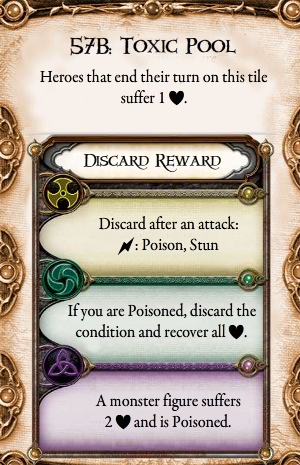 57B: Toxic Pool
Heroes that end their turn on this tile
suffer 1 ♥.
Discard Reward
Discard after an attack:
: Poison, Stun
If you are Poisoned, discard the
condition and recover all ♥.
A monster figure suffers
2 ♥ and is Poisoned.